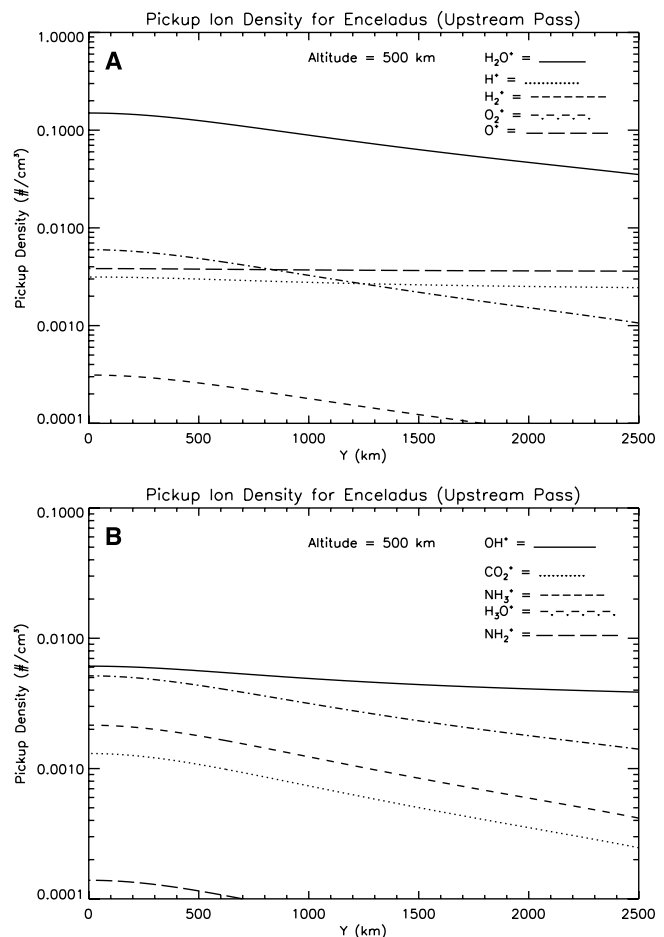 Pickup Ion Density for Enceladus (Upstream Pass)
A
Altitude = 500 km
H₂O⁺ =
H⁺ =
H₂⁺ =
O₂⁺ =
O⁺ =
Pickup Density (#/cm³)
1.0000
0.1000
0.0100
0.0010
0.0001
0 500 1000 1500 2000 2500
Y (km)
Pickup Ion Density for Enceladus (Upstream Pass)
B
Altitude = 500 km
OH⁺ =
CO₂⁺ =
NH₃⁺ =
H₃O⁺ =
NH₂⁺ =
Pickup Density (#/cm³)
0.1000
0.0100
0.0010
0.0001
0 500 1000 1500 2000 2500
Y (km)